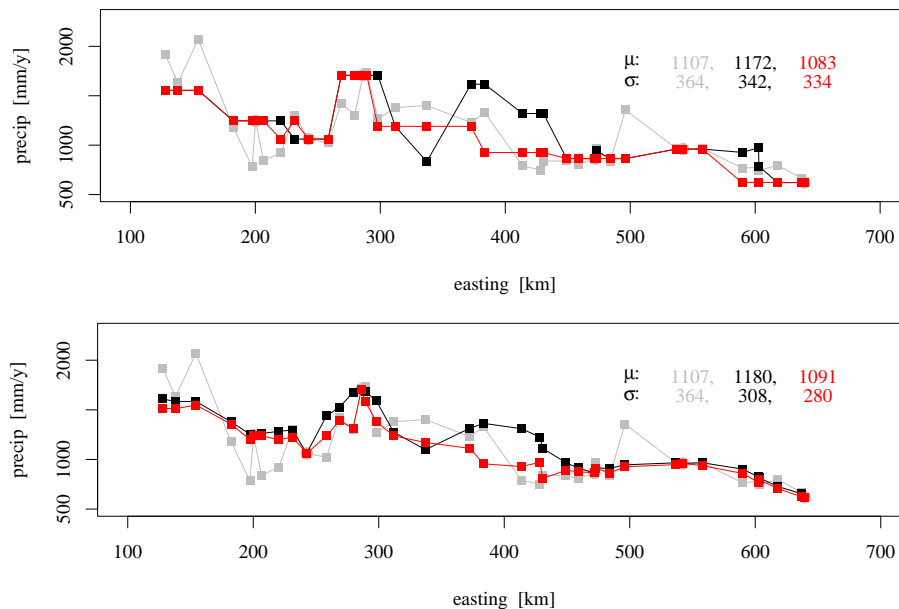 2000
1000
500
precip [mm/y]
μ: 1107, 1172, 1083
σ: 364, 342, 334
100 200 300 400 500 600 700
easting [km]
2000
1000
500
precip [mm/y]
μ: 1107, 1180, 1091
σ: 364, 308, 280
100 200 300 400 500 600 700
easting [km]